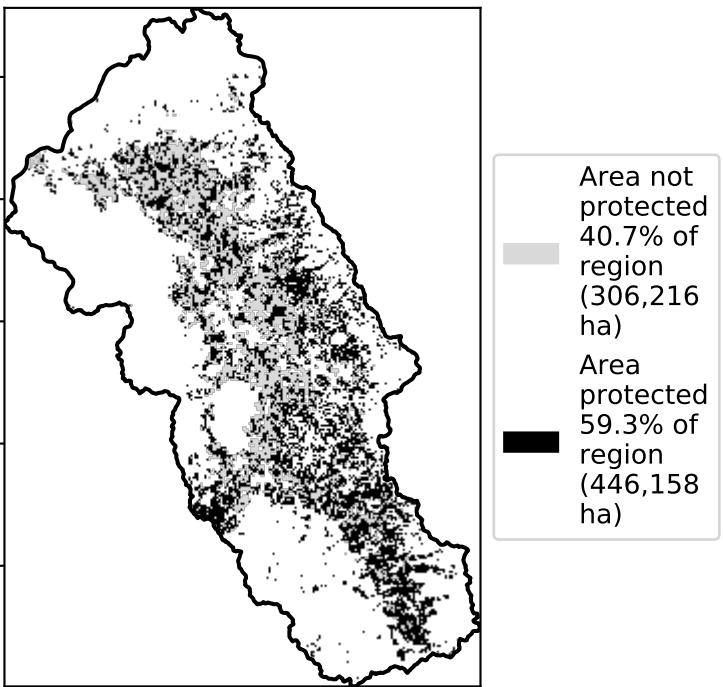 Area not
protected
40.7% of
region
(306,216
ha)
Area
protected
59.3% of
region
(446,158
ha)